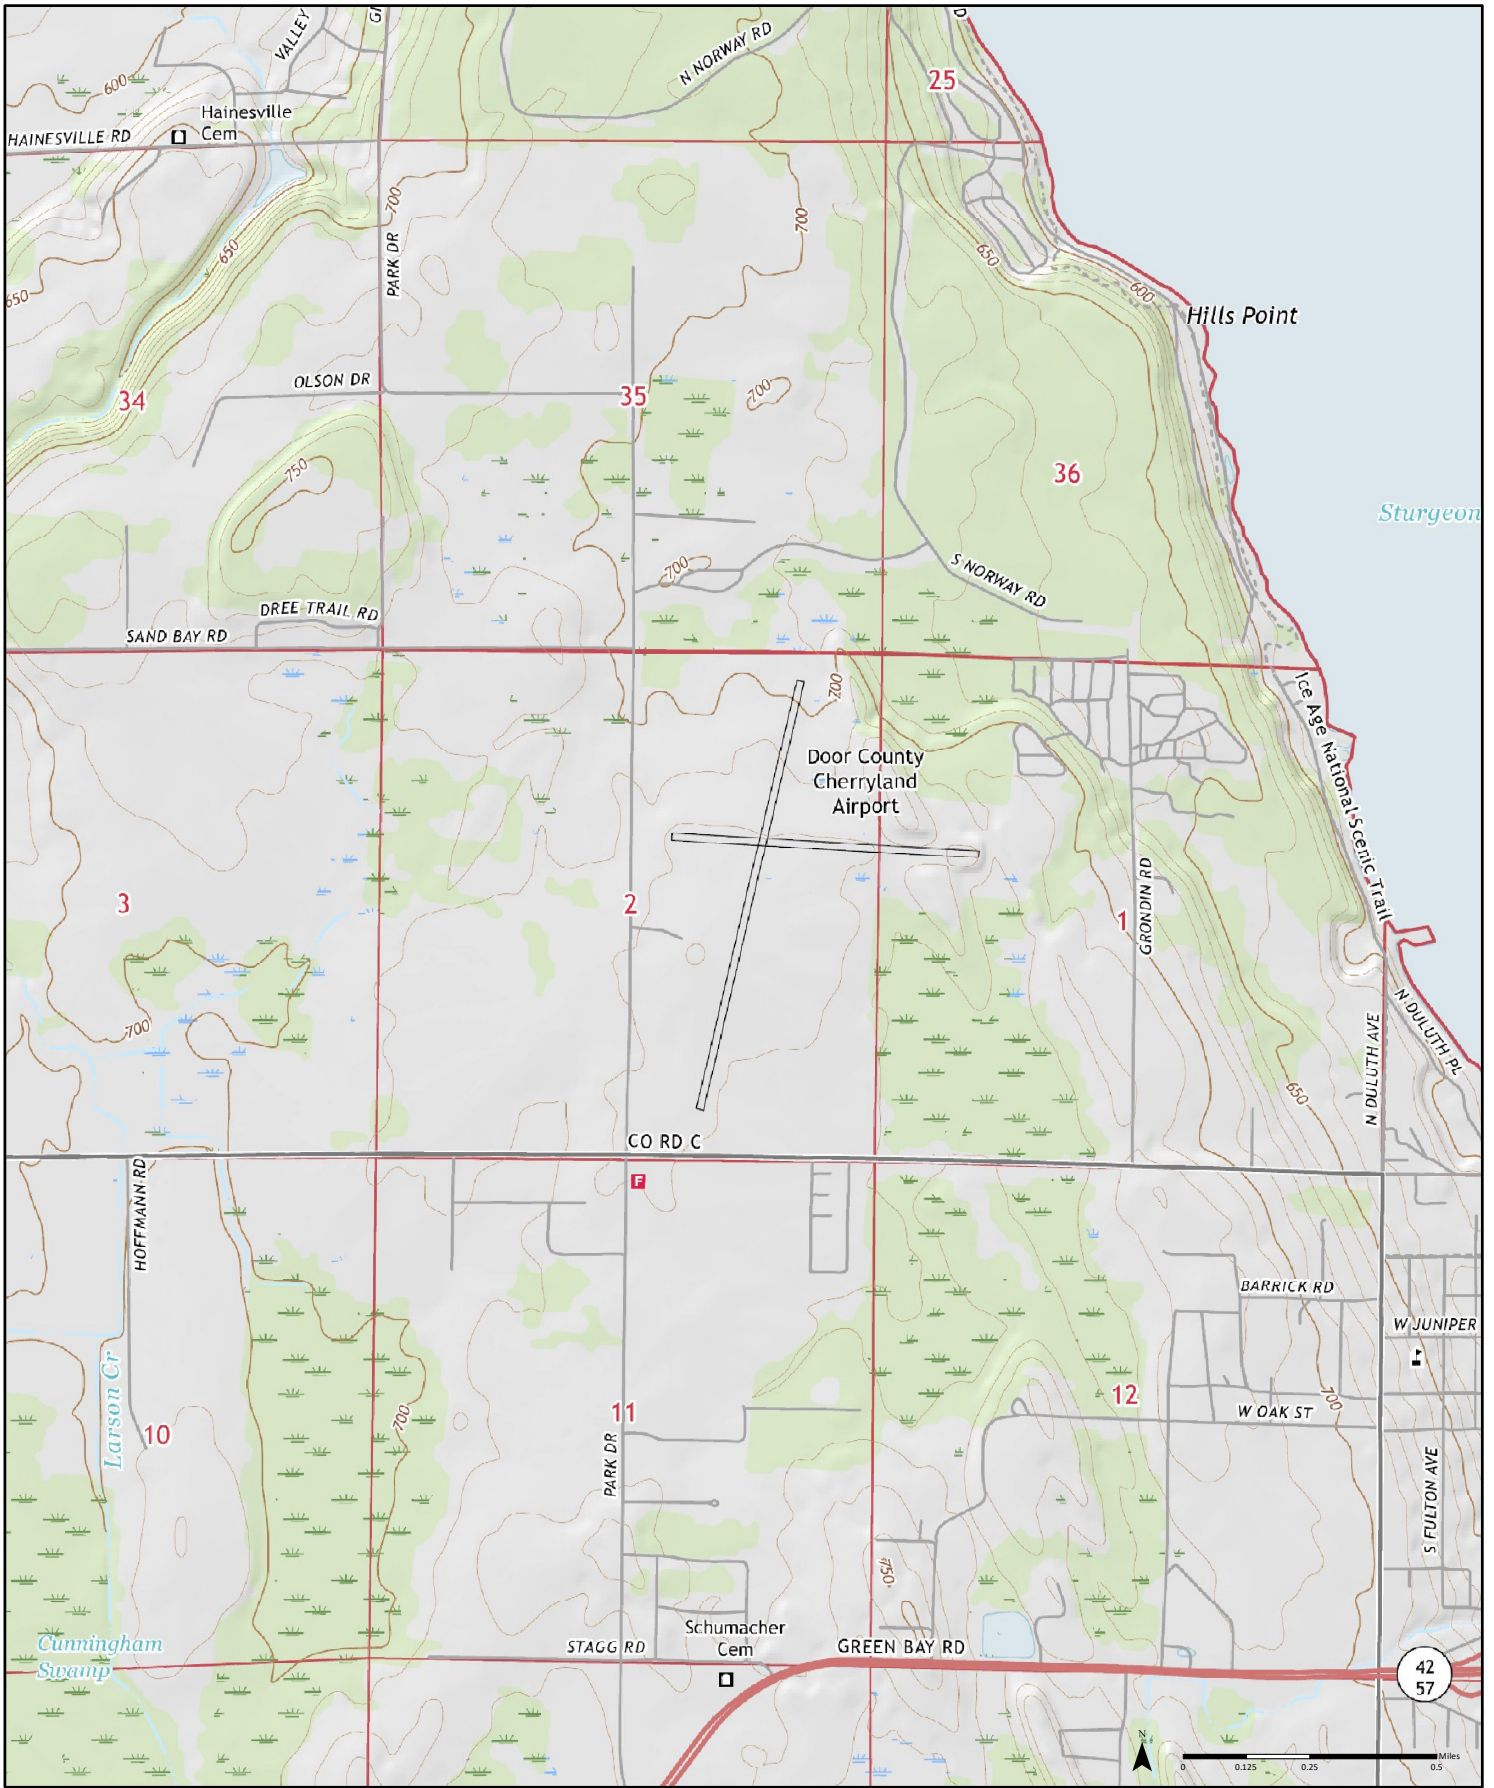 VALLEY
GI
D
N NORWAY RD
25
600
Hainesville
Cem
HAINESVILLE RD
700
700
650
PARK DR
650
650
600
Hills Point
OLSON DR
34
35
700
750
36
Sturgeon
700
S NORWAY RD
DREE TRAIL RD
SAND BAY RD
700
Ice Age National Scenic Trail
Door County
Cherryland
Airport
3
2
1
GRONDIN RD
700
N DULUTH PL
N DULUTH AVE
650
CO RD C
F
HOFFMANN RD
BARRICK RD
W JUNIPER
Larson Cr
10
700
11
12
700
W OAK ST
PARK DR
S FULTON AVE
750
Cunningham
Swamp
Schumacher
Cem
STAGG RD
GREEN BAY RD
42
57
N
Miles
0 0.125 0.25 0.5